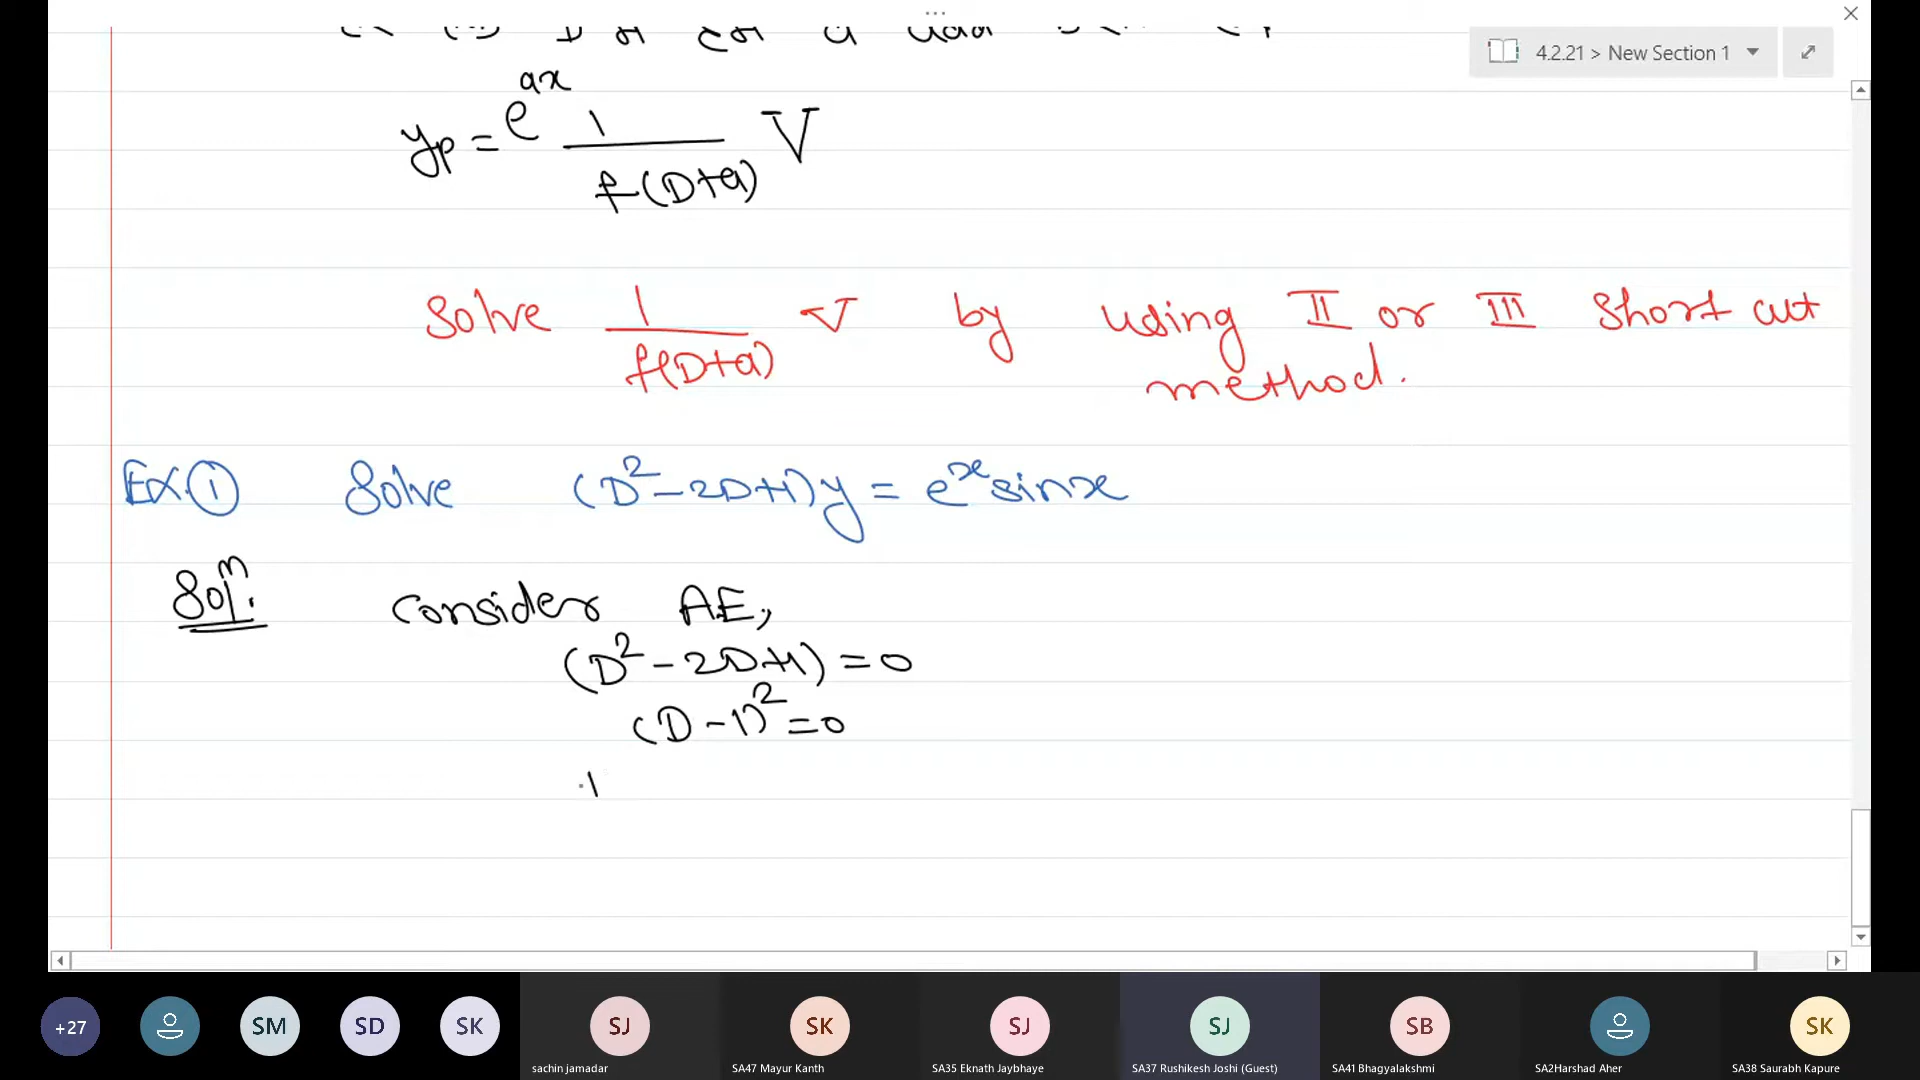 4.2.21 > New Section 1
yp = e^{ax} 1/f(D+a) V
Solve 1/f(D+a) V by using II or III Short cut
method.
EX.① Solve (D²-2D+1)y = e^x sinx
Solⁿ. Consider AE,
(D²-2D+1) = 0
(D-1)² = 0
+27
SM
SD
SK
SJ
SK
SJ
SJ
SB
SK
sachin jamadar
SA47 Mayur Kanth
SA35 Eknath Jaybhaye
SA37 Rushikesh Joshi (Guest)
SA41 Bhagyalakshmi
SA2Harshad Aher
SA38 Saurabh Kapure